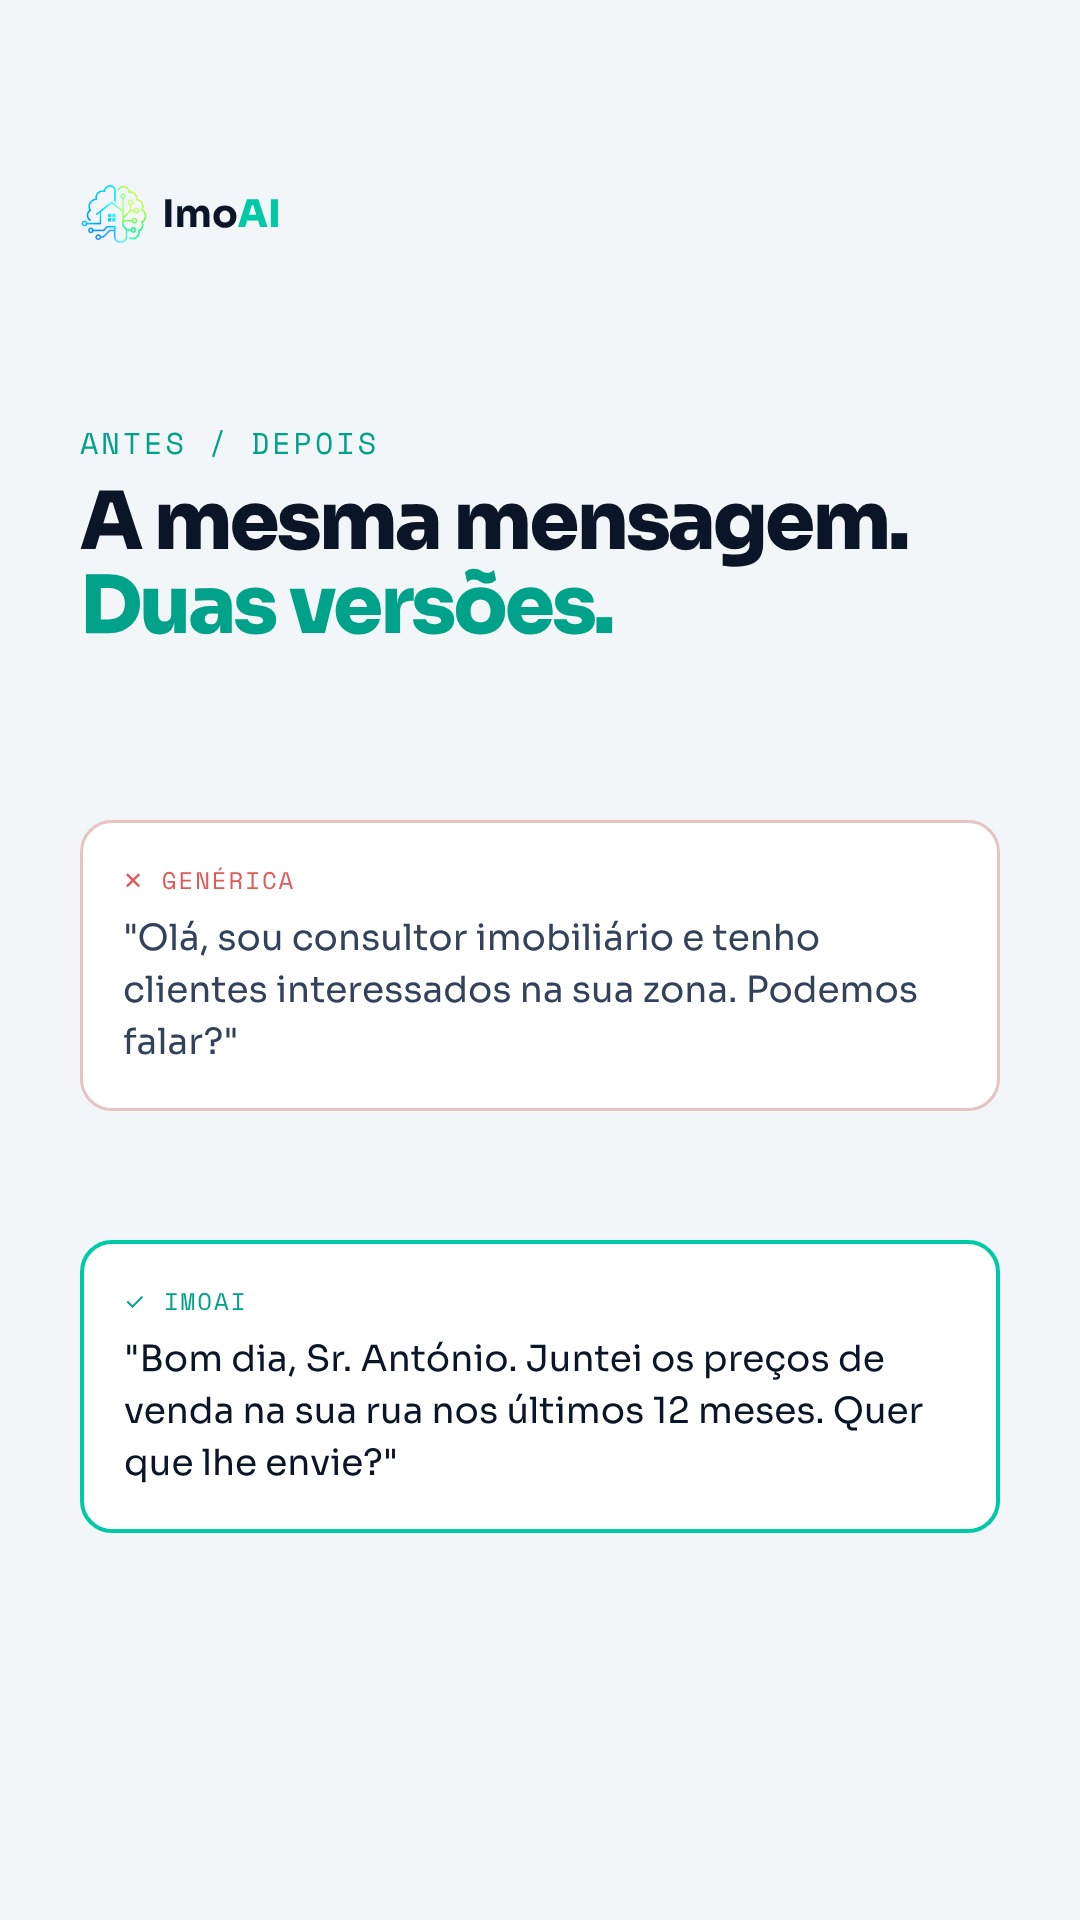 ImoAI
ANTES / DEPOIS
A mesma mensagem.
Duas versões.
✕ GENÉRICA
"Olá, sou consultor imobiliário e tenho
clientes interessados na sua zona. Podemos
falar?"
✓ IMOAI
"Bom dia, Sr. António. Juntei os preços de
venda na sua rua nos últimos 12 meses. Quer
que lhe envie?"